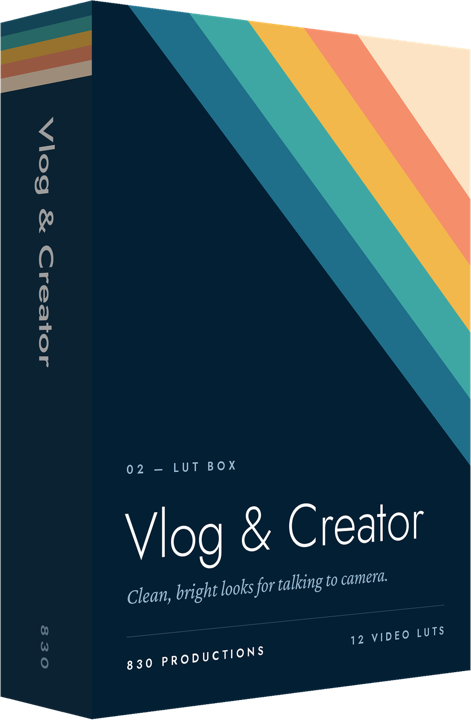 Vlog & Creator
830
02 — LUT BOX
Vlog & Creator
Clean, bright looks for talking to camera.
830 PRODUCTIONS
12 VIDEO LUTS